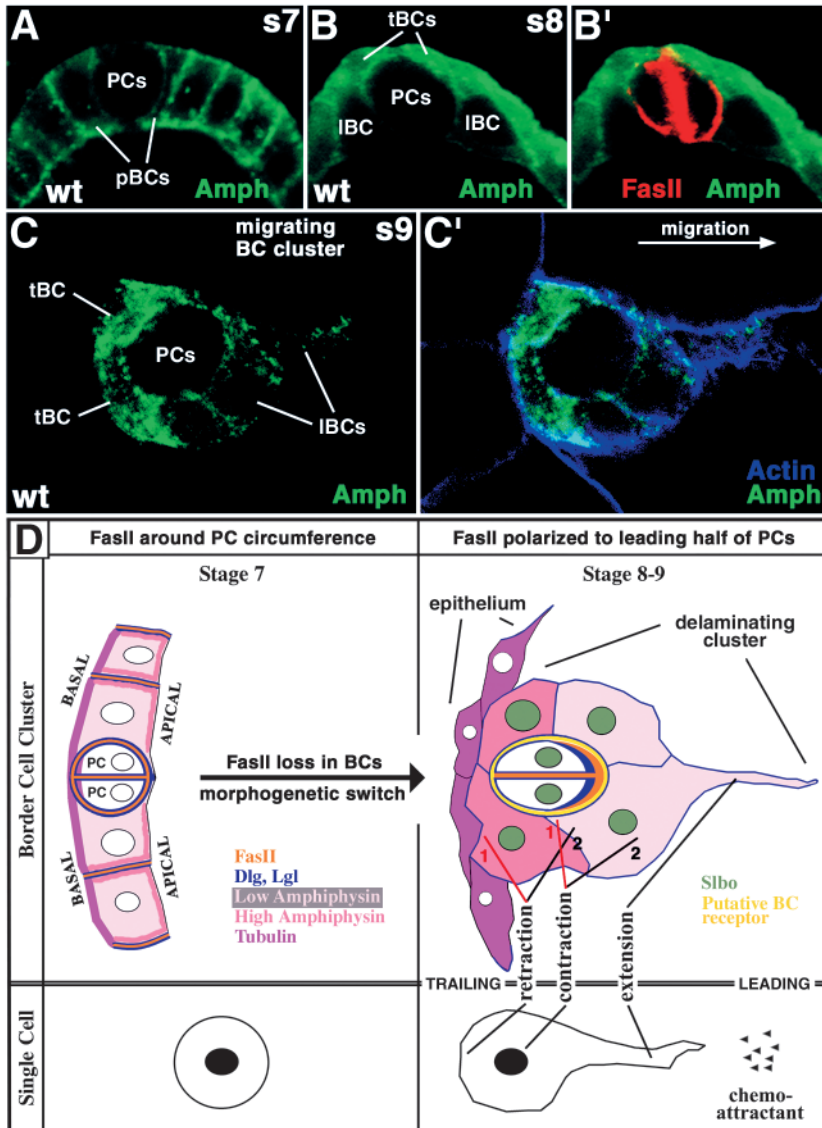 A
s7
PCs
pBCs
wt
Amph
B
s8
tBCs
PCs
lBC
lBC
wt
Amph
B'
FasII
Amph
C
migrating
BC cluster
s9
tBC
PCs
tBC
lBCs
wt
Amph
C'
migration
Actin
Amph
D
FasII around PC circumference
FasII polarized to leading half of PCs
Border Cell Cluster
Stage 7
Stage 8-9
BASAL
APICAL
PC
PC
BASAL
APICAL
FasII loss in BCs
morphogenetic switch
FasII
Dlg, Lgl
Low Amphiphysin
High Amphiphysin
Tubulin
epithelium
delaminating
cluster
1
1
2
2
Slbo
Putative BC
receptor
retraction
contraction
extension
TRAILING
LEADING
Single Cell
chemo-
attractant